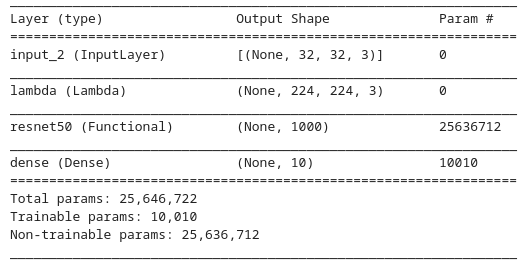 Layer (type) Output Shape Param #
=================================================================
input_2 (InputLayer) [(None, 32, 32, 3)] 0
lambda (Lambda) (None, 224, 224, 3) 0
resnet50 (Functional) (None, 1000) 25636712
dense (Dense) (None, 10) 10010
=================================================================
Total params: 25,646,722
Trainable params: 10,010
Non-trainable params: 25,636,712